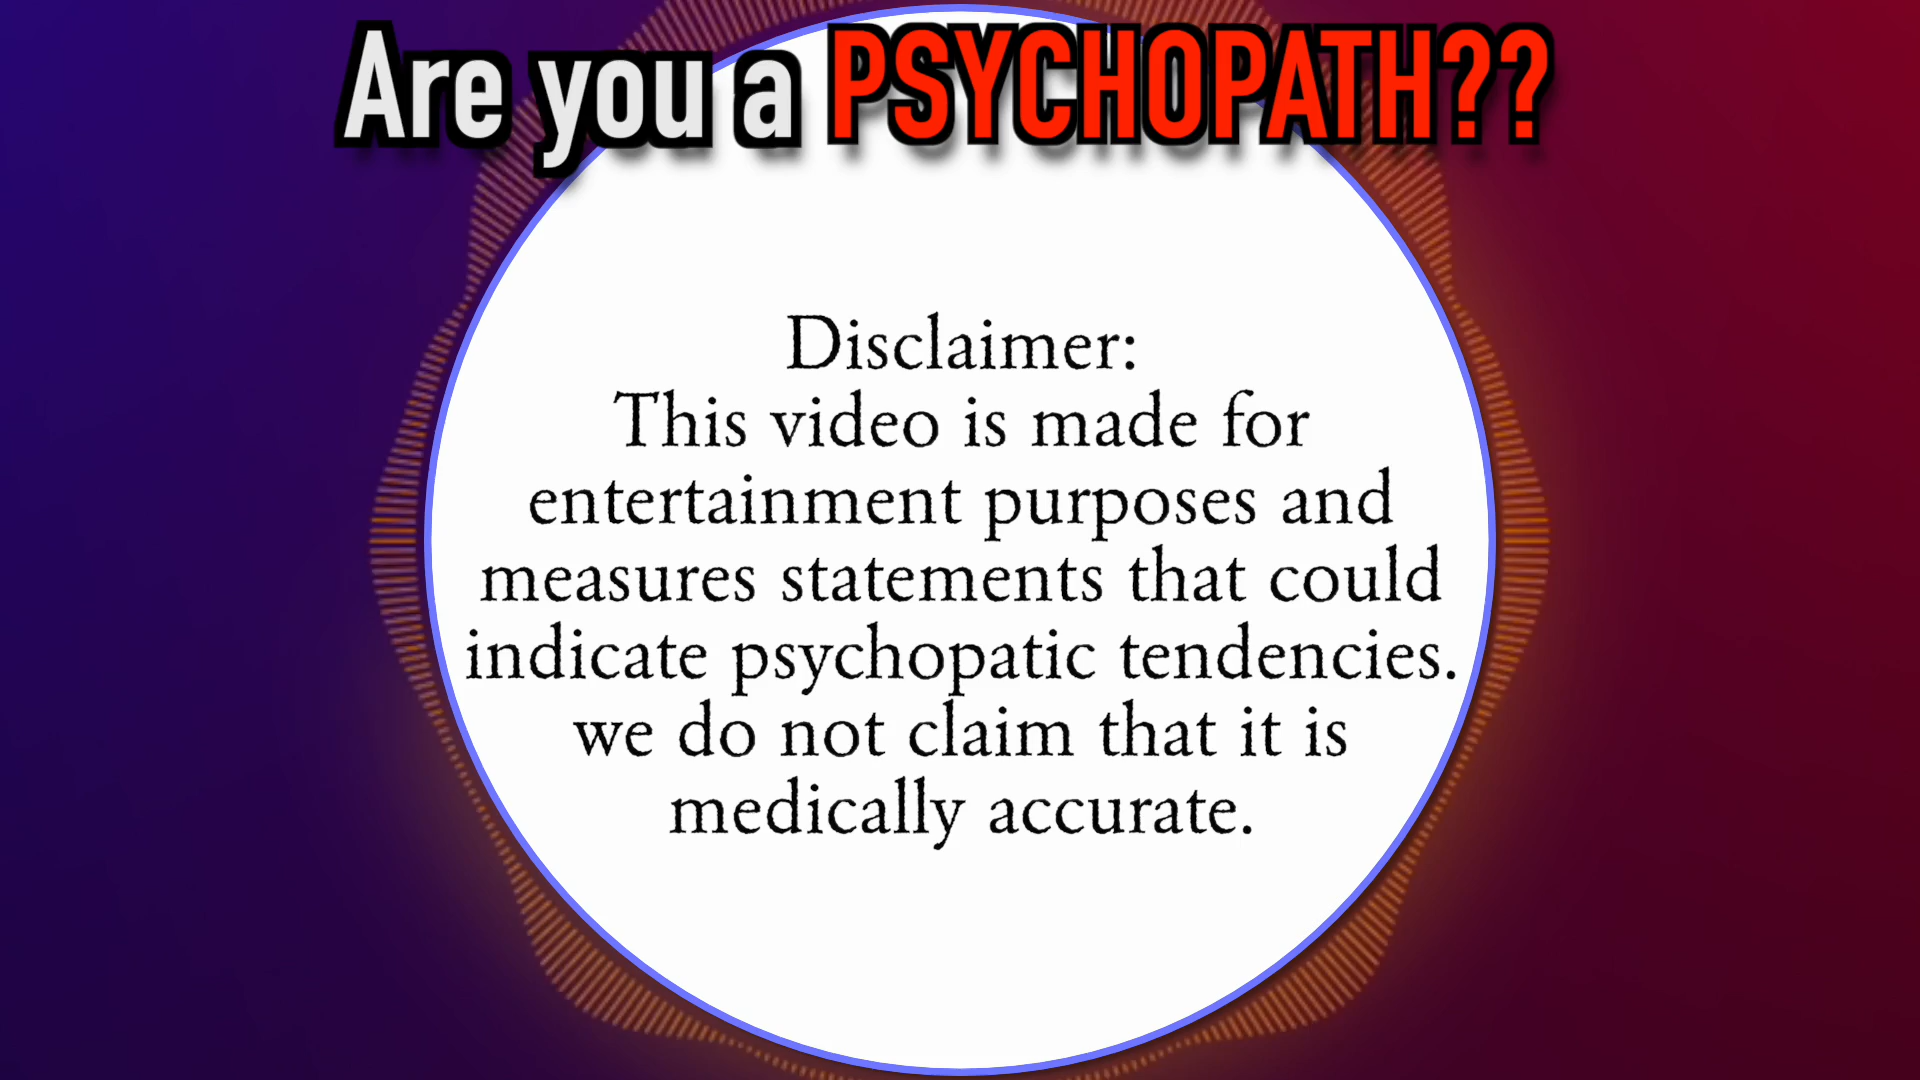 Are you a PSYCHOPATH??
Disclaimer:
This video is made for
entertainment purposes and
measures statements that could
indicate psychopatic tendencies.
we do not claim that it is
medically accurate.